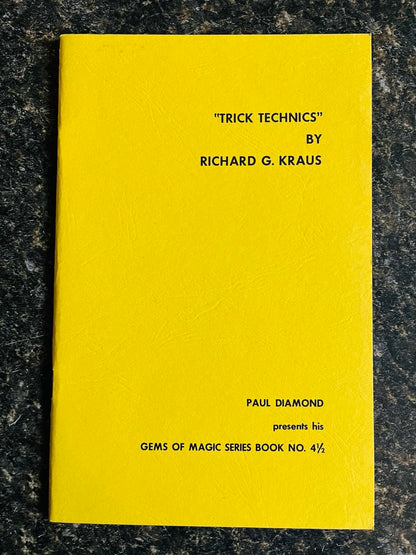 "TRICK TECHNICS"
BY
RICHARD G. KRAUS
PAUL DIAMOND
presents his
GEMS OF MAGIC SERIES BOOK NO. 4½